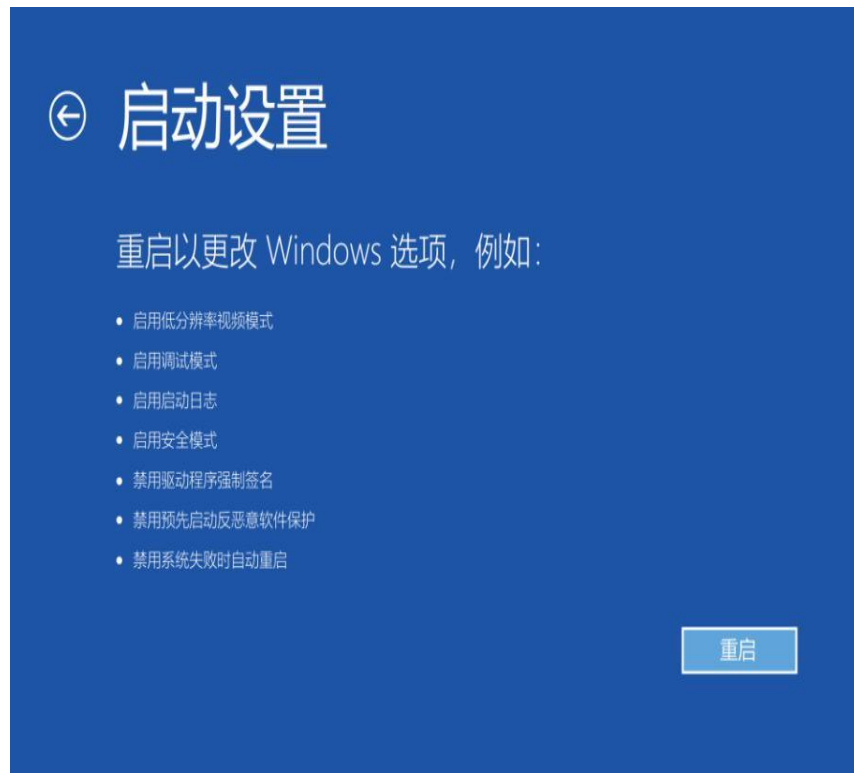 启动设置
重启以更改 Windows 选项，例如：
启用低分辨率视频模式
启用调试模式
启用启动日志
启用安全模式
禁用驱动程序强制签名
禁用预先启动反恶意软件保护
禁用系统失败时自动重启
重启